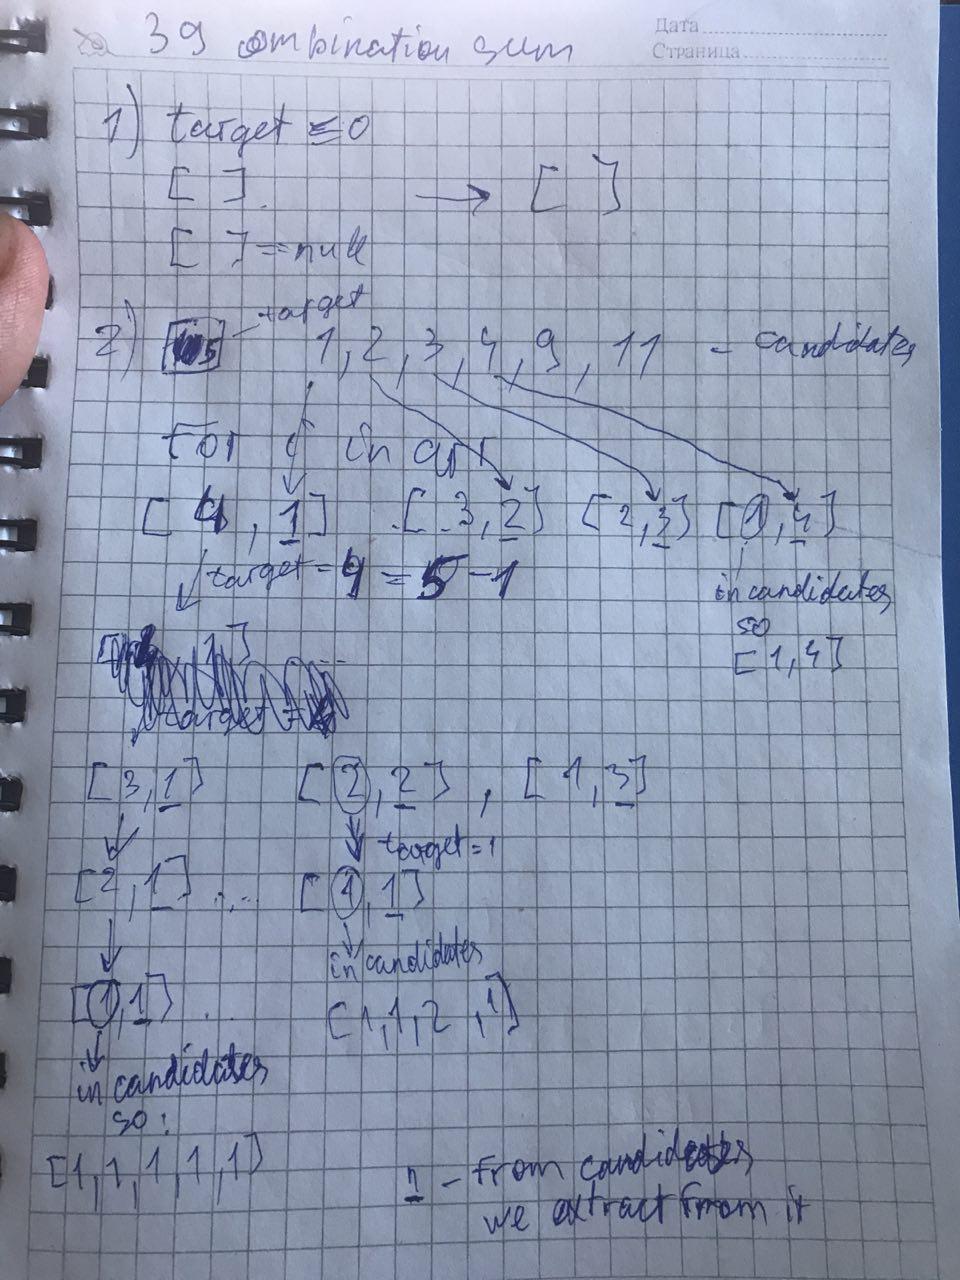 Дата
39 ombination sum
Страница
1) target ≤ 0
[ ] → [ ]
[ ] = null
target
2) 5 1, 2, 3, 4, 9, 11 - candidates
For i in arr
[4, 1] [3, 2] [2, 3] [1, 4]
target = 4 = 5 - 1
in candidates
so
[1, 4]
target =
[3, 1] [2, 2] , [1, 3]
target = 1
[2, 1] .... [1, 1]
in candidates
[1, 1] ... [1, 1, 2, 1]
in candidates
so:
[1, 1, 1, 1, 1]
1 - from candidates
we extract from it